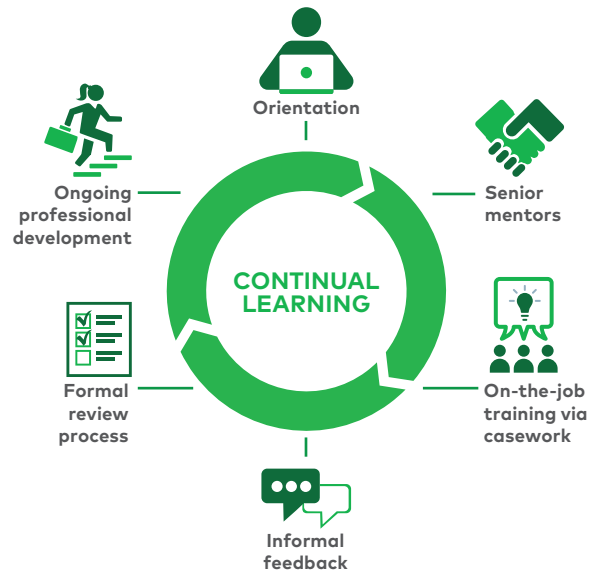 Orientation
Senior
mentors
On-the-job
training via
casework
Informal
feedback
Formal
review
process
Ongoing
professional
development
CONTINUAL
LEARNING